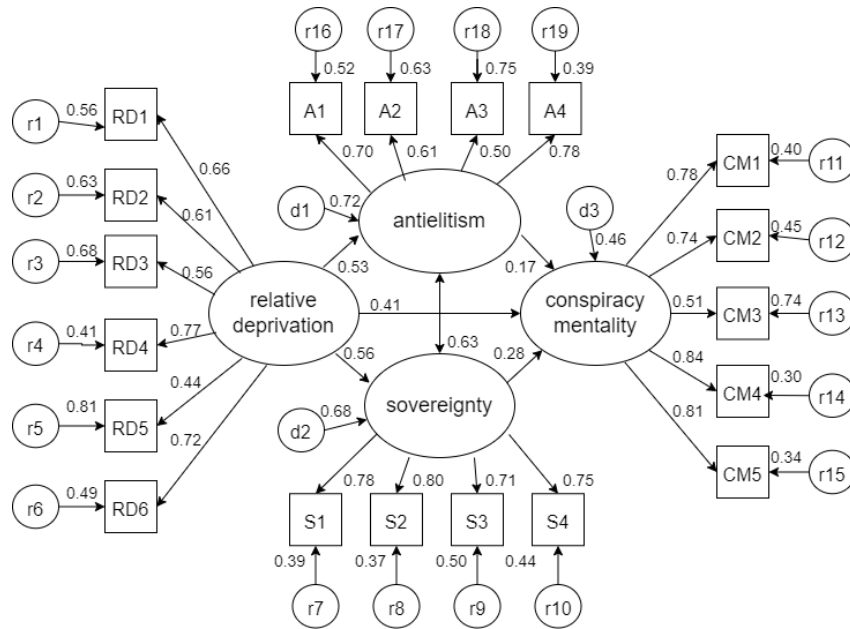 r16
r17
r18
r19
0.52
0.63
0.75
0.39
A1
A2
A3
A4
0.70
0.61
0.50
0.78
r1
0.56
RD1
0.66
r2
0.63
RD2
0.61
r3
0.68
RD3
0.56
r4
0.41
RD4
0.77
r5
0.81
RD5
0.44
r6
0.49
RD6
0.72
relative
deprivation
d1
0.72
antielitism
0.53
0.41
0.56
0.63
d2
0.68
sovereignty
0.17
0.28
d3
0.46
conspiracy
mentality
0.78
CM1
0.40
r11
0.74
CM2
0.45
r12
0.51
CM3
0.74
r13
0.84
CM4
0.30
r14
0.81
CM5
0.34
r15
0.78
0.80
0.71
0.75
S1
S2
S3
S4
0.39
0.37
0.50
0.44
r7
r8
r9
r10